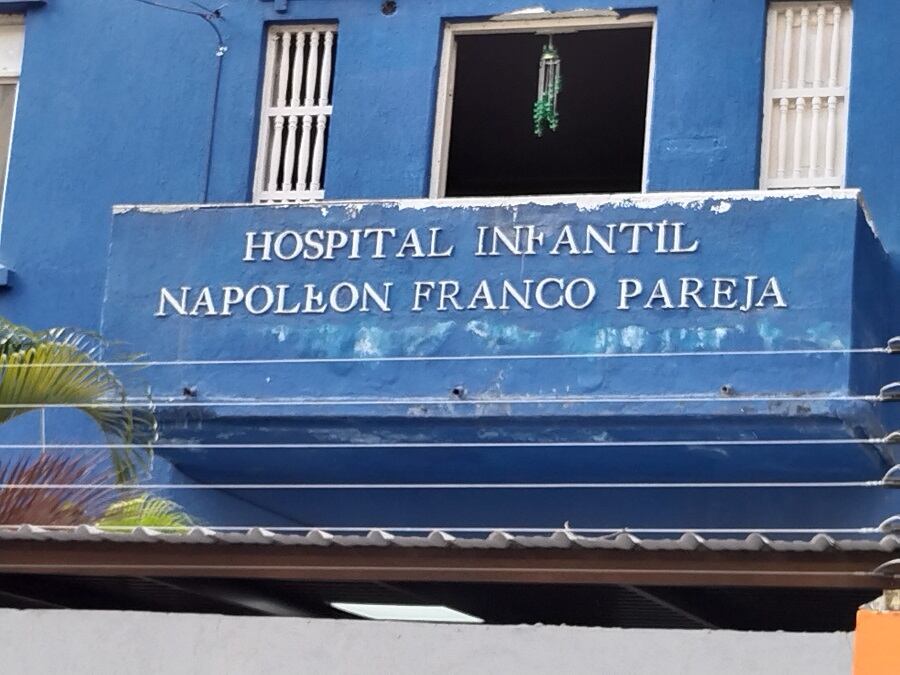 HOSPITAL INFANTIL
NAPOLEON FRANCO PAREJA